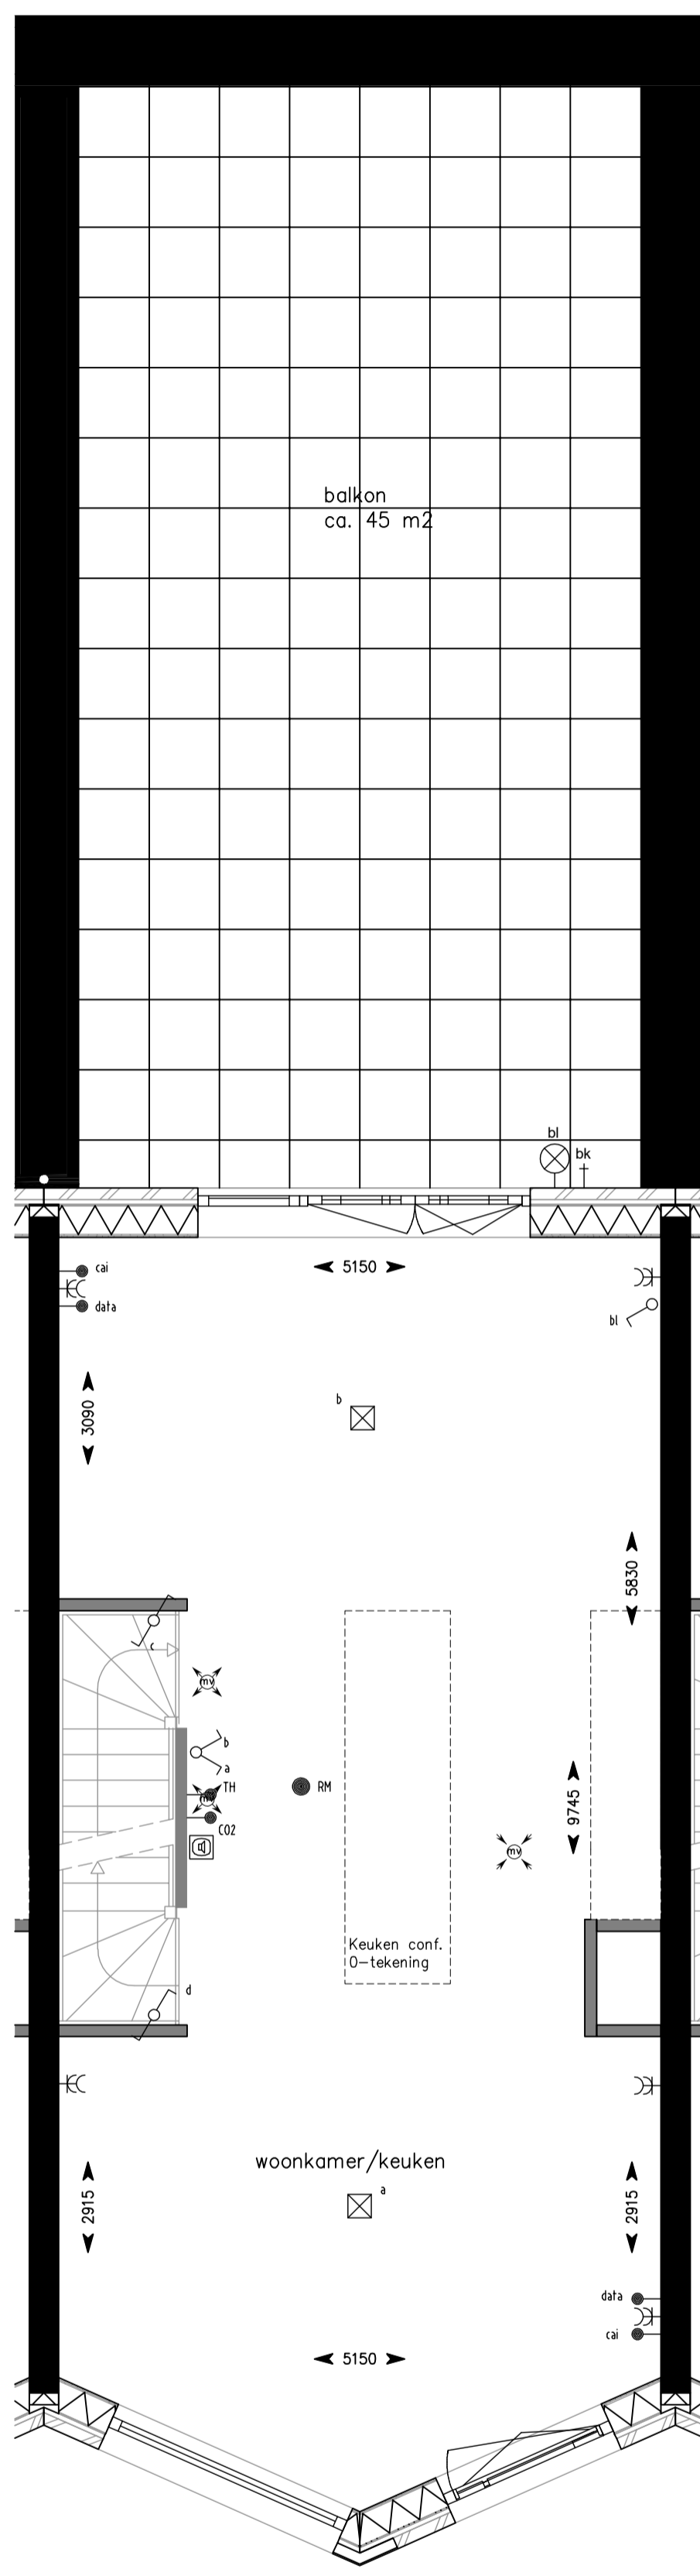 balkon
ca. 45 m2
bl
bk
5150
cai
data
bl
b
3090
5830
c
mv
b
a
TH
mv
RM
CO2
9745
mv
Keuken conf.
O-tekening
d
woonkamer/keuken
a
2915
2915
data
cai
5150